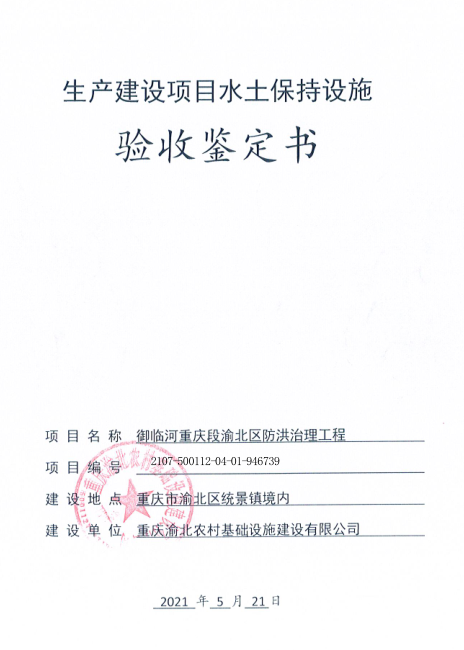 生产建设项目水土保持设施
验收鉴定书
项目名称 御临河重庆段渝北区防洪治理工程
项目编号 2107-500112-04-01-946739
建设地点 重庆市渝北区统景镇境内
建设单位 重庆渝北农村基础设施建设有限公司
2021 年 5 月 21 日